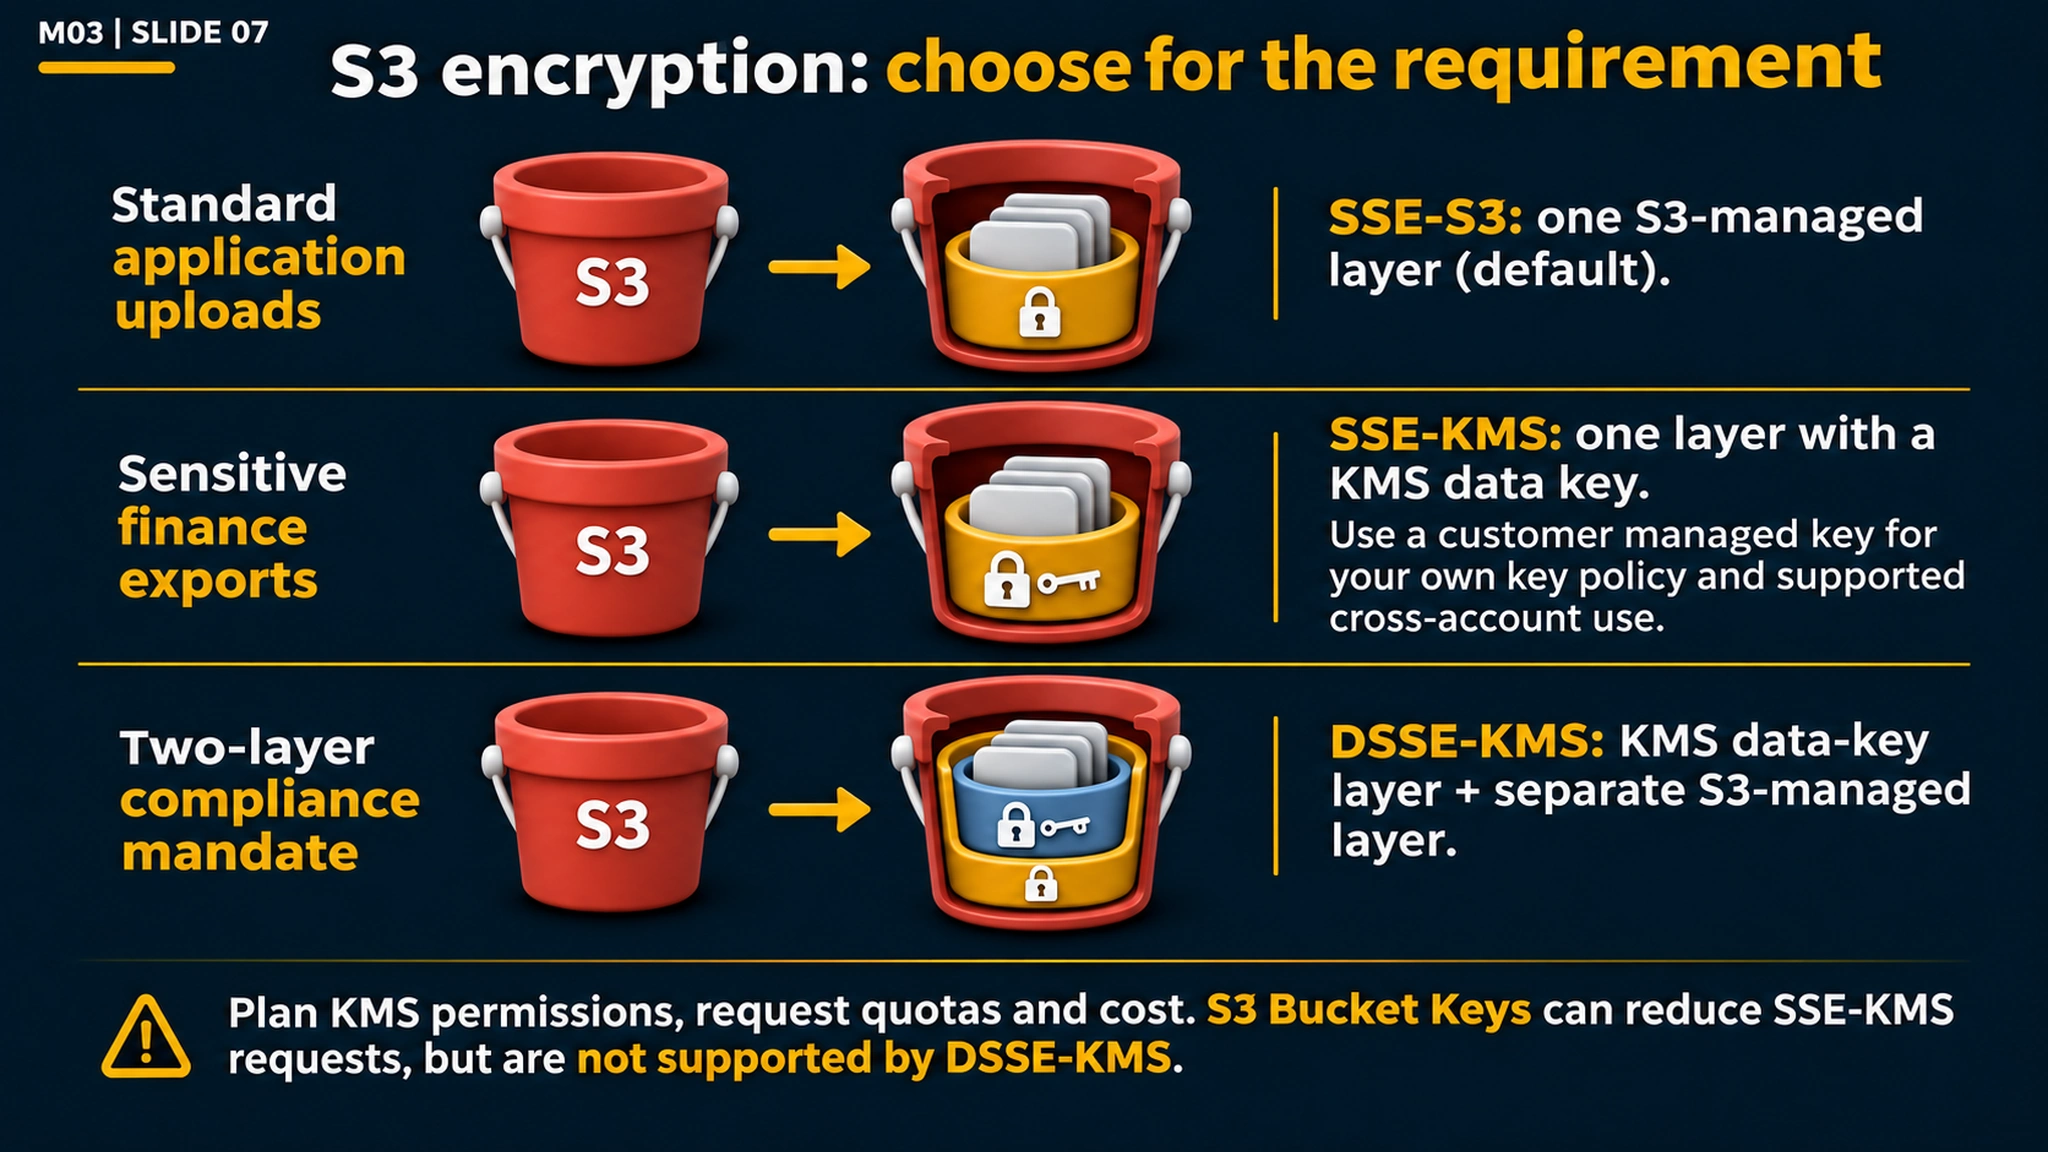 M03 | SLIDE 07
S3 encryption: choose for the requirement
Standard
application
uploads
S3
SSE-S3: one S3-managed
layer (default).
Sensitive
finance
exports
S3
SSE-KMS: one layer with a
KMS data key.
Use a customer managed key for
your own key policy and supported
cross-account use.
Two-layer
compliance
mandate
S3
DSSE-KMS: KMS data-key
layer + separate S3-managed
layer.
Plan KMS permissions, request quotas and cost. S3 Bucket Keys can reduce SSE-KMS
requests, but are not supported by DSSE-KMS.